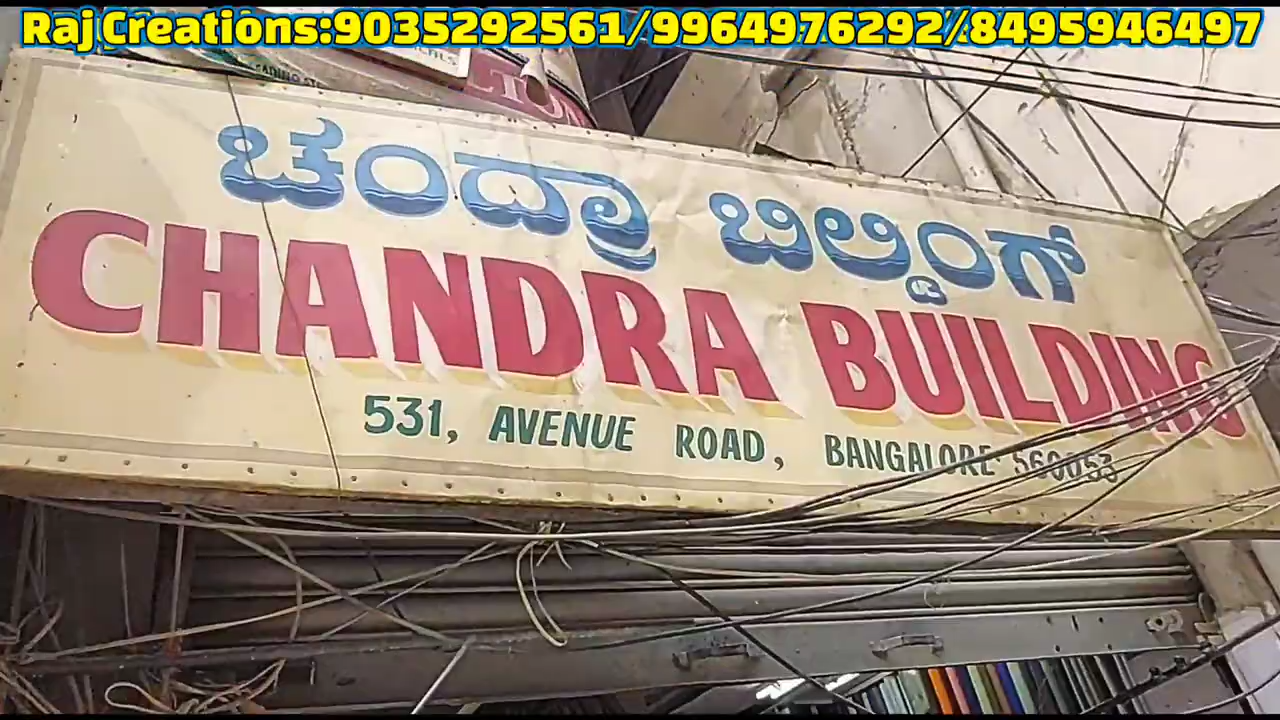 Raj Creations:9035292561/9964976292//8495946497
ಚಂದ್ರಾ ಬಿಲ್ಡಿಂಗ್
CHANDRA BUILDING
531, AVENUE ROAD, BANGALORE-560053